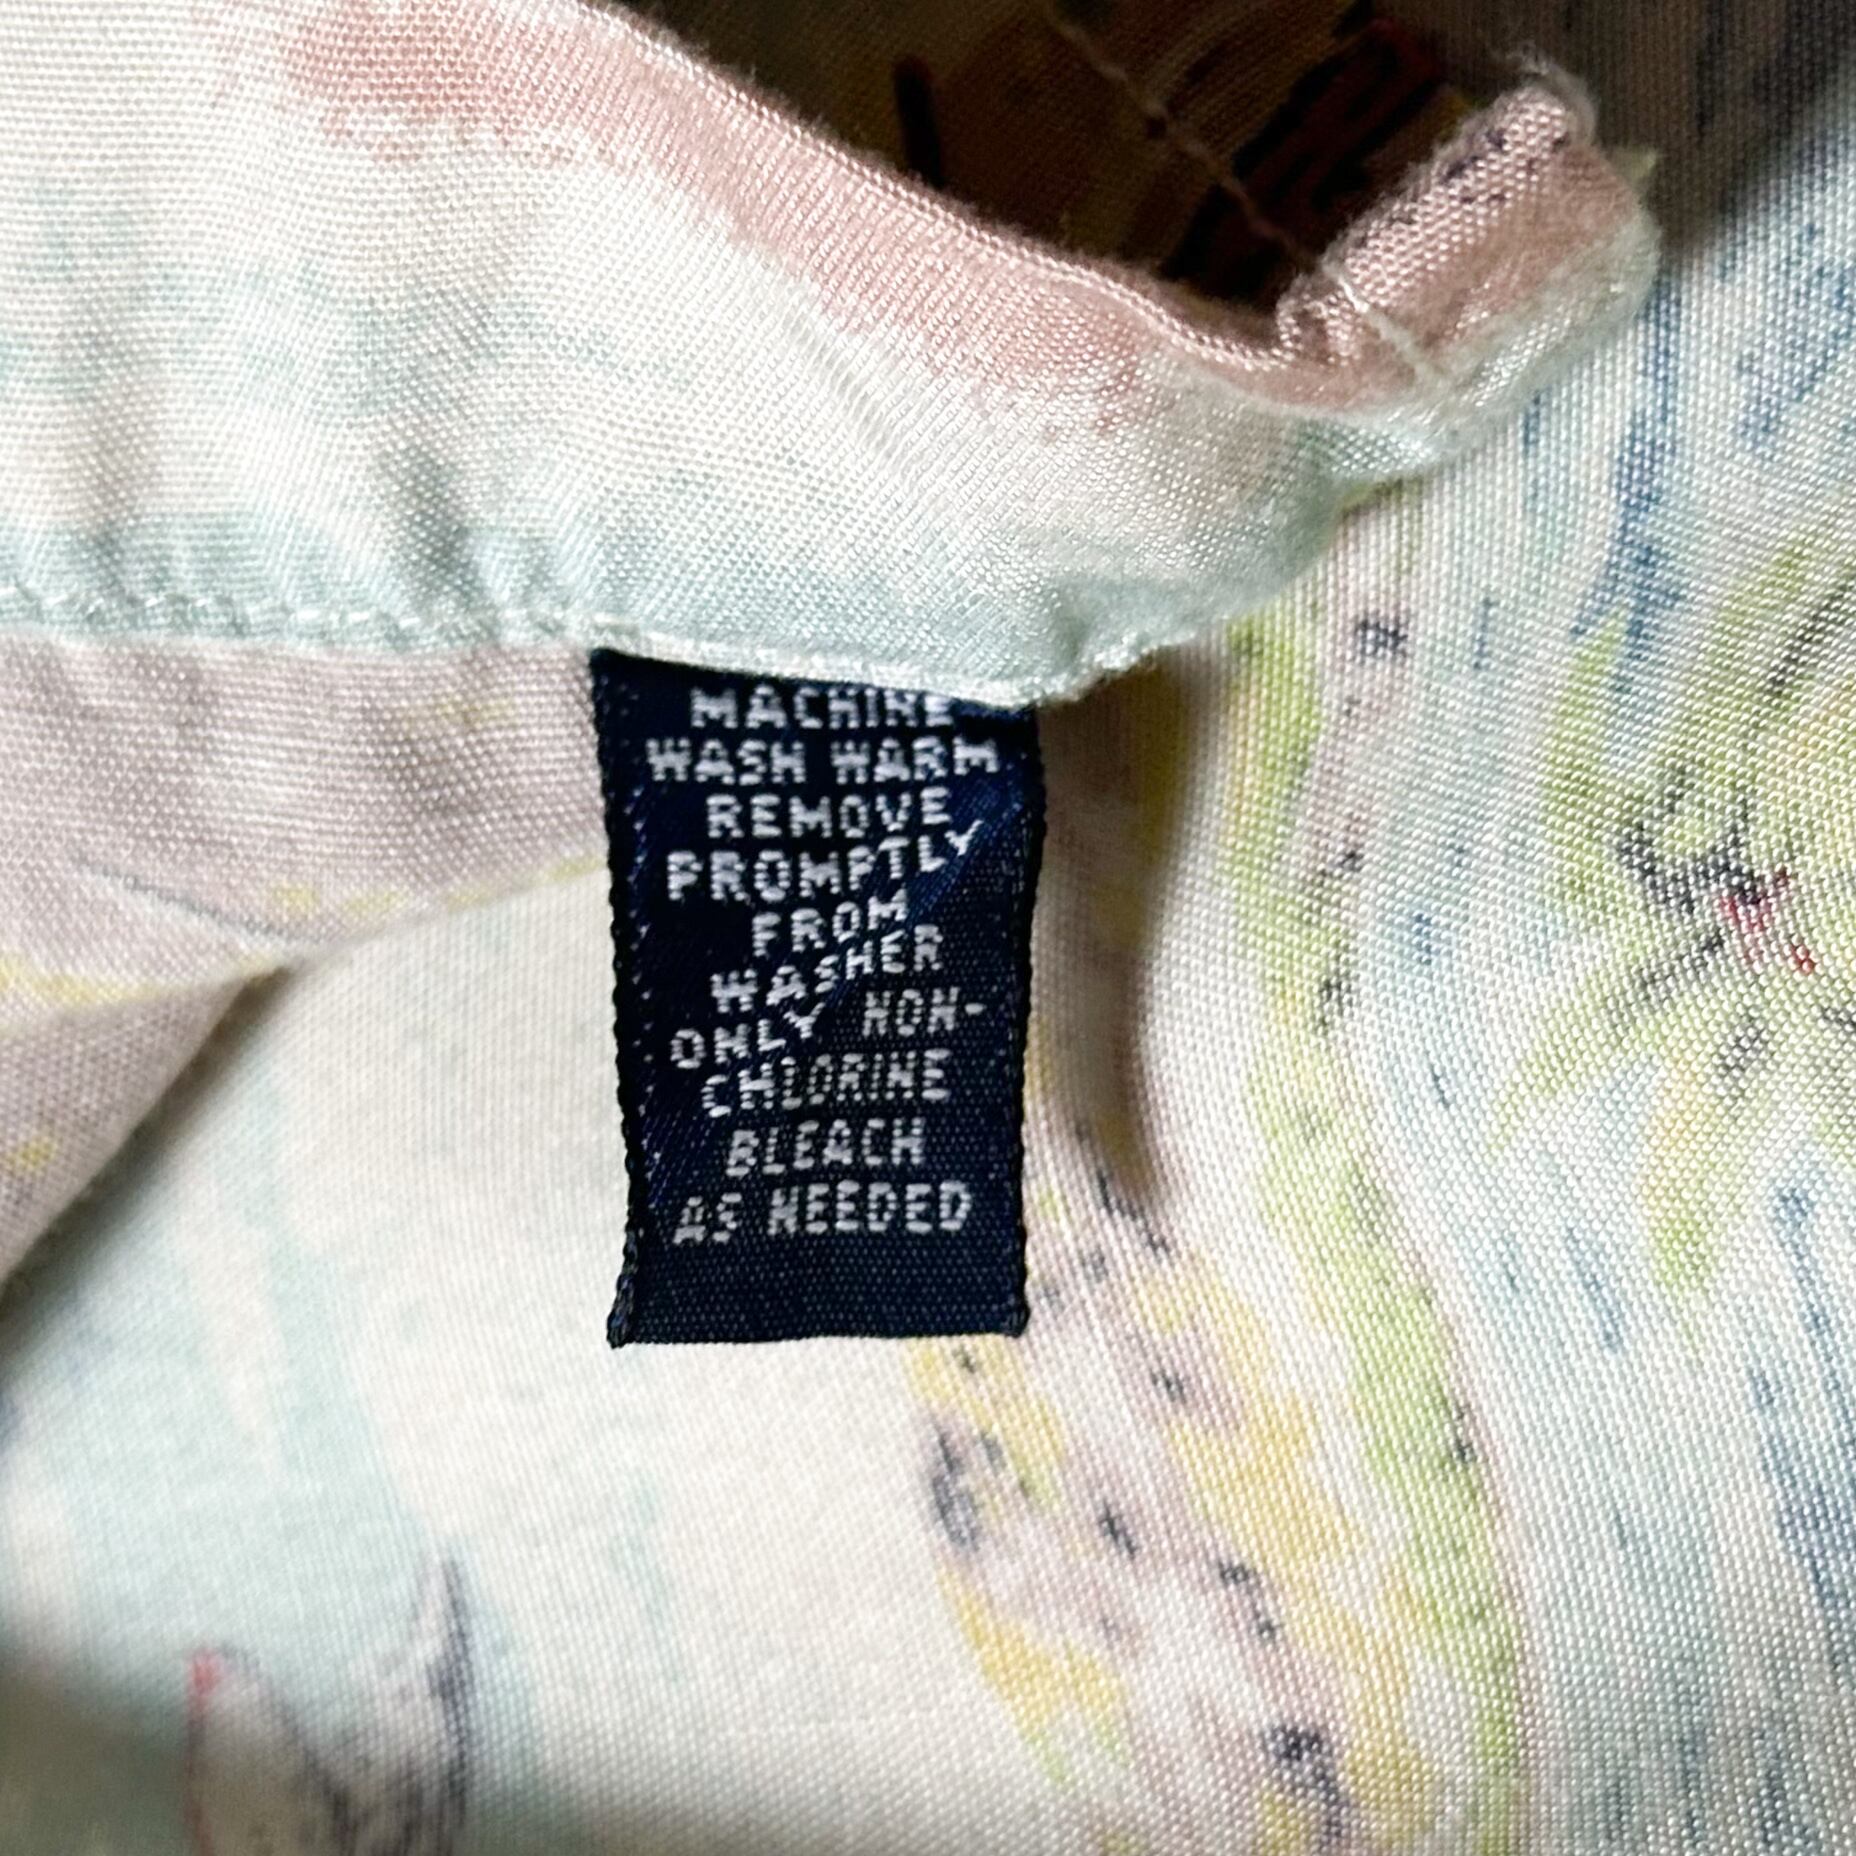 MACHINE
WASH WARM
REMOVE
PROMPTLY
FROM
WASHER
ONLY NON-
CHLORINE
BLEACH
AS NEEDED